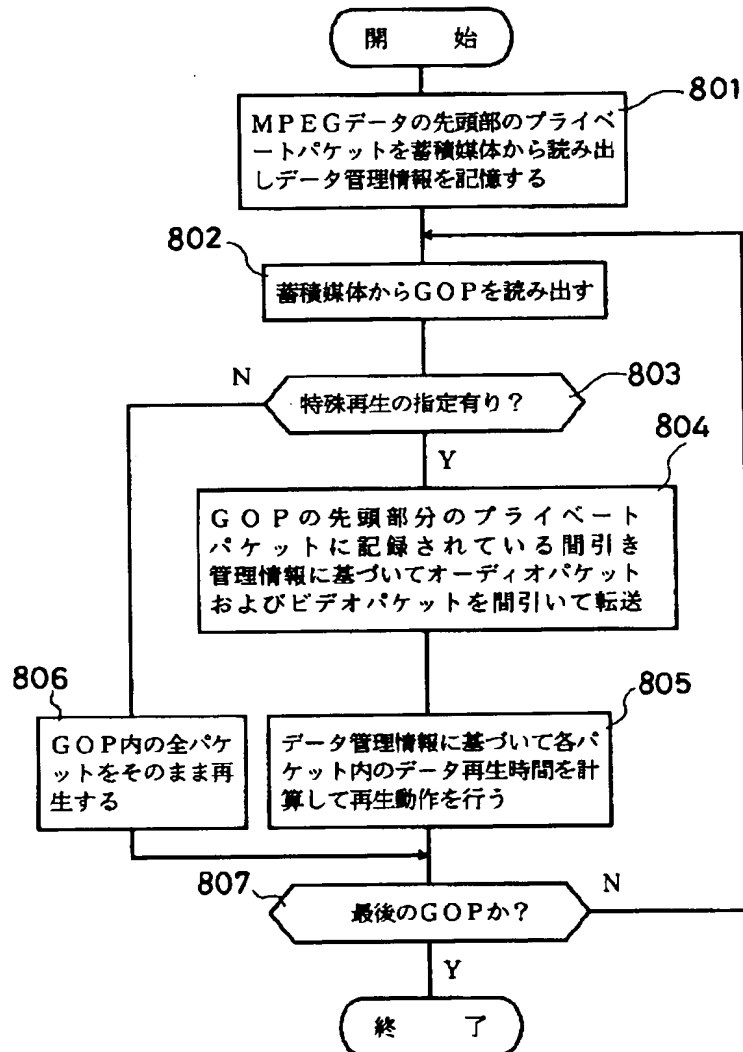 開 始
801
MPEGデータの先頭部のプライベ
ートパケットを蓄積媒体から読み出
しデータ管理情報を記憶する
802
蓄積媒体からGOPを読み出す
N
803
特殊再生の指定有り?
Y
804
GOPの先頭部分のプライベート
パケットに記録されている間引き
管理情報に基づいてオーディオパケット
およびビデオパケットを間引いて転送
806
GOP内の全パケ
ットをそのまま再
生する
805
データ管理情報に基づいて各パ
ケット内のデータ再生時間を計
算して再生動作を行う
807
最後のGOPか?
N
Y
終 了